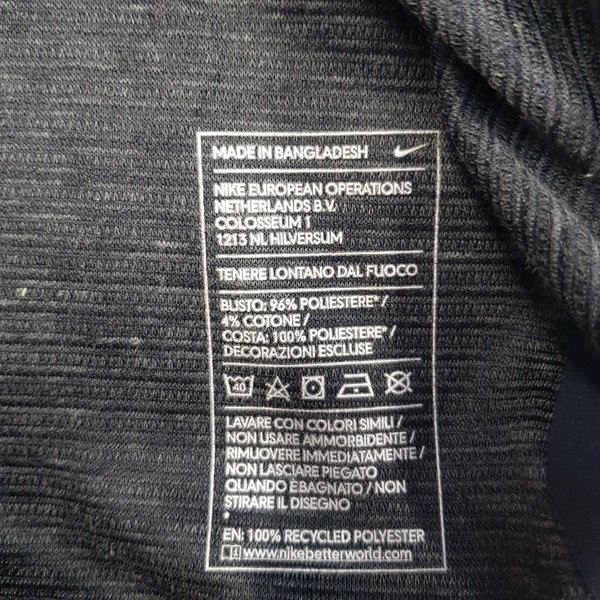 MADE IN BANGLADESH
NIKE EUROPEAN OPERATIONS
NETHERLANDS B.V.
COLOSSEUM 1
1213 NL HILVERSUM
TENERE LONTANO DAL FUOCO
BUSTO: 96% POLIESTERE* /
4% COTONE /
COSTA: 100% POLIESTERE* /
DECORAZIONI ESCLUSE
40
LAVARE CON COLORI SIMILI /
NON USARE AMMORBIDENTE /
RIMUOVERE IMMEDIATAMENTE /
NON LASCIARE PIEGATO
QUANDO È BAGNATO / NON
STIRARE IL DISEGNO
*
EN: 100% RECYCLED POLYESTER
www.nikebetterworld.com